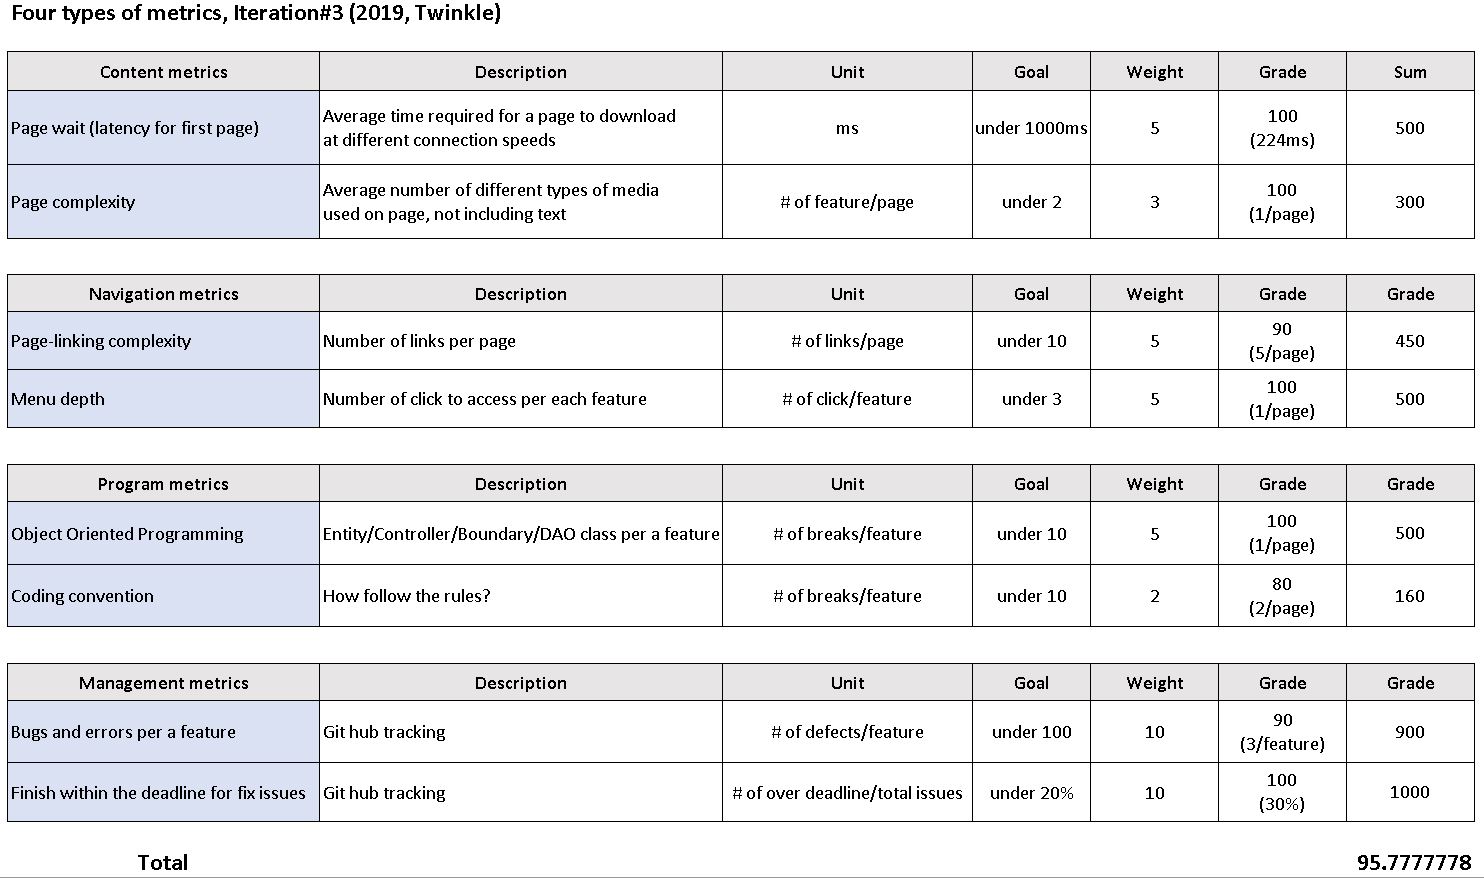 Four types of metrics, Iteration#3 (2019, Twinkle)
Content metrics Description Unit Goal Weight Grade Sum
Page wait (latency for first page) Average time required for a page to download at different connection speeds ms under 1000ms 5 100 (224ms) 500
Page complexity Average number of different types of media used on page, not including text # of feature/page under 2 3 100 (1/page) 300
Navigation metrics Description Unit Goal Weight Grade Grade
Page-linking complexity Number of links per page # of links/page under 10 5 90 (5/page) 450
Menu depth Number of click to access per each feature # of click/feature under 3 5 100 (1/page) 500
Program metrics Description Unit Goal Weight Grade Grade
Object Oriented Programming Entity/Controller/Boundary/DAO class per a feature # of breaks/feature under 10 5 100 (1/page) 500
Coding convention How follow the rules? # of breaks/feature under 10 2 80 (2/page) 160
Management metrics Description Unit Goal Weight Grade Grade
Bugs and errors per a feature Git hub tracking # of defects/feature under 100 10 90 (3/feature) 900
Finish within the deadline for fix issues Git hub tracking # of over deadline/total issues under 20% 10 100 (30%) 1000
Total 95.7777778